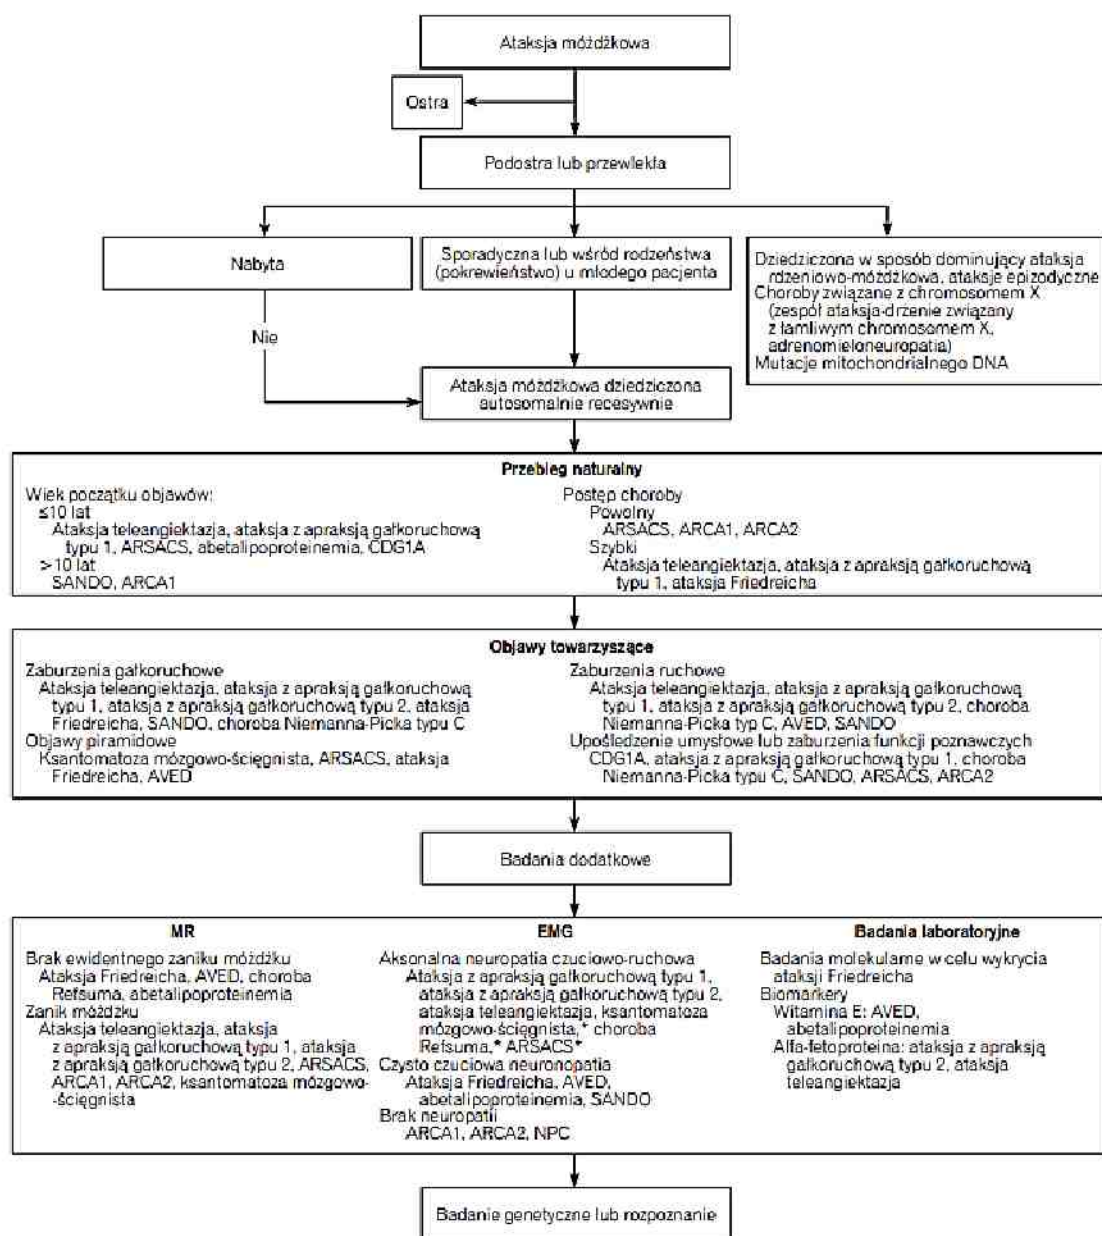 Ataksja móżdżkowa
Ostra
Podostra lub przewlekła
Nabyta
Sporadyczna lub wśród rodzeństwa
(pokrewieństwo) u młodego pacjenta
Dziedziczona w sposób dominujący ataksja
rdzeniowo-móżdżkowa, ataksje epizodyczne
Choroby związane z chromosomem X
(zespół ataksja-drżenie związany
z łamliwym chromosomem X,
adrenomieloneuropatia)
Mutacje mitochondrialnego DNA
Nie
Ataksja móżdżkowa dziedziczona
autosomalnie recesywnie
Przebieg naturalny
Wiek początku objawów:
≤10 lat
Ataksja teleangiektazja, ataksja z apraksją gałkoruchową
typu 1, ARSACS, abetalipoproteinemia, CDG1A
>10 lat
SANDO, ARCA1
Postęp choroby
Powolny
ARSACS, ARCA1, ARCA2
Szybki
Ataksja teleangiektazja, ataksja z apraksją gałkoruchową
typu 1, ataksja Friedreicha
Objawy towarzyszące
Zaburzenia gałkoruchowe
Ataksja teleangiektazja, ataksja z apraksją gałkoruchową
typu 1, ataksja z apraksją gałkoruchową typu 2, ataksja
Friedreicha, SANDO, choroba Niemanna-Picka typu C
Objawy piramidowe
Ksantomatoza mózgowo-ścięgnista, ARSACS, ataksja
Friedreicha, AVED
Zaburzenia ruchowe
Ataksja teleangiektazja, ataksja z apraksją gałkoruchową
typu 1, ataksja z apraksją gałkoruchową typu 2, choroba
Niemanna-Picka typ C, AVED, SANDO
Upośledzenie umysłowe lub zaburzenia funkcji poznawczych
CDG1A, ataksja z apraksją gałkoruchową typu 1, choroba
Niemanna-Picka typu C, SANDO, ARSACS, ARCA2
Badania dodatkowe
MR
Brak ewidentnego zaniku móżdżku
Ataksja Friedreicha, AVED, choroba
Refsuma, abetalipoproteinemia
Zanik móżdżku
Ataksja teleangiektazja, ataksja
z apraksją gałkoruchową typu 1, ataksja
z apraksją gałkoruchową typu 2, ARSACS,
ARCA1, ARCA2, ksantomatoza mózgowo-
-ścięgnista
EMG
Aksonalna neuropatia czuciowo-ruchowa
Ataksja z apraksją gałkoruchową typu 1,
ataksja z apraksją gałkoruchową typu 2,
ataksja teleangiektazja, ksantomatoza
mózgowo-ścięgnista,* choroba
Refsuma,* ARSACS*
Czysto czuciowa neuronopatia
Ataksja Friedreicha, AVED,
abetalipoproteinemia, SANDO
Brak neuropatii
ARCA1, ARCA2, NPC
Badania laboratoryjne
Badania molekularne w celu wykrycia
ataksji Friedreicha
Biomarkery
Witamina E: AVED,
abetalipoproteinemia
Alfa-fetoproteina: ataksja z apraksją
gałkoruchową typu 2, ataksja
teleangiektazja
Badanie genetyczne lub rozpoznanie